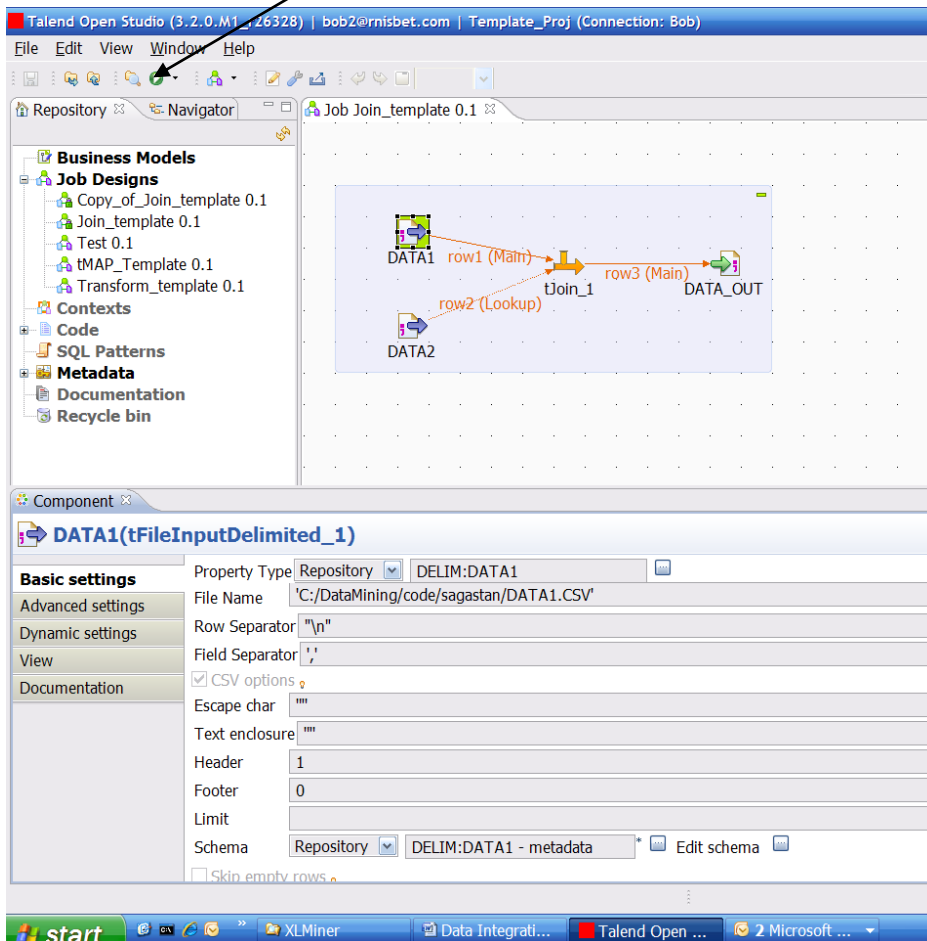 Talend Open Studio (3.2.0.M1_r26328) | bob2@rnisbet.com | Template_Proj (Connection: Bob)
File Edit View Window Help
Repository Navigator
Job Join_template 0.1
Business Models
Job Designs
Copy_of_Join_template 0.1
Join_template 0.1
Test 0.1
tMAP_Template 0.1
Transform_template 0.1
Contexts
Code
SQL Patterns
Metadata
Documentation
Recycle bin
DATA1 row1 (Main)
tJoin_1 row3 (Main) DATA_OUT
row2 (Lookup)
DATA2
Component
DATA1(tFileInputDelimited_1)
Basic settings
Advanced settings
Dynamic settings
View
Documentation
Property Type Repository DELIM:DATA1
File Name 'C:/DataMining/code/sagastan/DATA1.CSV'
Row Separator "\n"
Field Separator ','
CSV options
Escape char """
Text enclosure """
Header 1
Footer 0
Limit
Schema Repository DELIM:DATA1 - metadata * Edit schema
Skip empty rows
start XLMiner Data Integrati... Talend Open ... 2 Microsoft ...